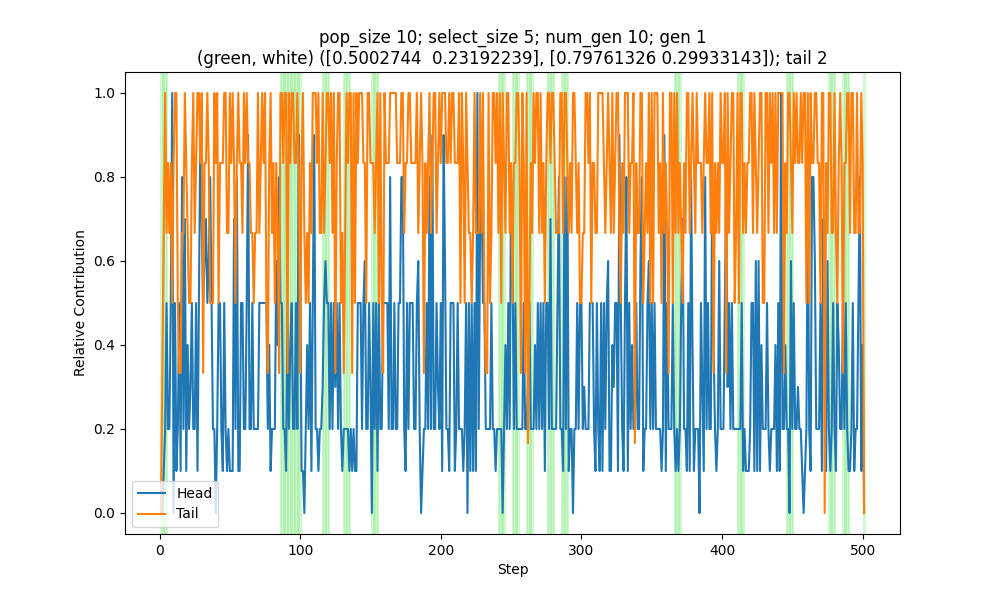 pop_size 10; select_size 5; num_gen 10; gen 1
(green, white) ([0.5002744  0.23192239], [0.79761326 0.29933143]); tail 2
Relative Contribution
1.0
0.8
0.6
0.4
0.2
0.0
Head
Tail
0 100 200 300 400 500
Step